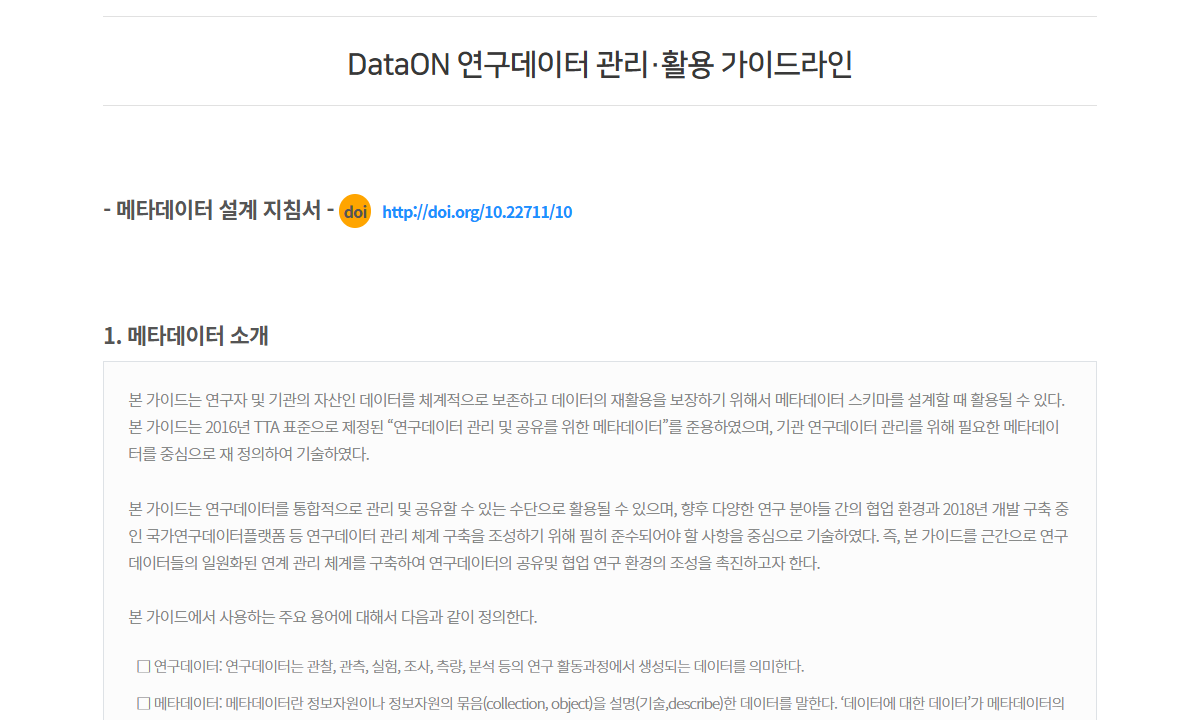 DataON 연구데이터 관리·활용 가이드라인
- 메타데이터 설계 지침서 - doi http://doi.org/10.22711/10
1. 메타데이터 소개
본 가이드는 연구자 및 기관의 자산인 데이터를 체계적으로 보존하고 데이터의 재활용을 보장하기 위해서 메타데이터 스키마를 설계할 때 활용될 수 있다.
본 가이드는 2016년 TTA 표준으로 제정된 “연구데이터 관리 및 공유를 위한 메타데이터”를 준용하였으며, 기관 연구데이터 관리를 위해 필요한 메타데이
터를 중심으로 재 정의하여 기술하였다.
본 가이드는 연구데이터를 통합적으로 관리 및 공유할 수 있는 수단으로 활용될 수 있으며, 향후 다양한 연구 분야들 간의 협업 환경과 2018년 개발 구축 중
인 국가연구데이터플랫폼 등 연구데이터 관리 체계 구축을 조성하기 위해 필히 준수되어야 할 사항을 중심으로 기술하였다. 즉, 본 가이드를 근간으로 연구
데이터들의 일원화된 연계 관리 체계를 구축하여 연구데이터의 공유및 협업 연구 환경의 조성을 촉진하고자 한다.
본 가이드에서 사용하는 주요 용어에 대해서 다음과 같이 정의한다.
□ 연구데이터: 연구데이터는 관찰, 관측, 실험, 조사, 측량, 분석 등의 연구 활동과정에서 생성되는 데이터를 의미한다.
□ 메타데이터: 메타데이터란 정보자원이나 정보자원의 묶음(collection, object)을 설명(기술,describe)한 데이터를 말한다. ‘데이터에 대한 데이터’가 메타데이터의